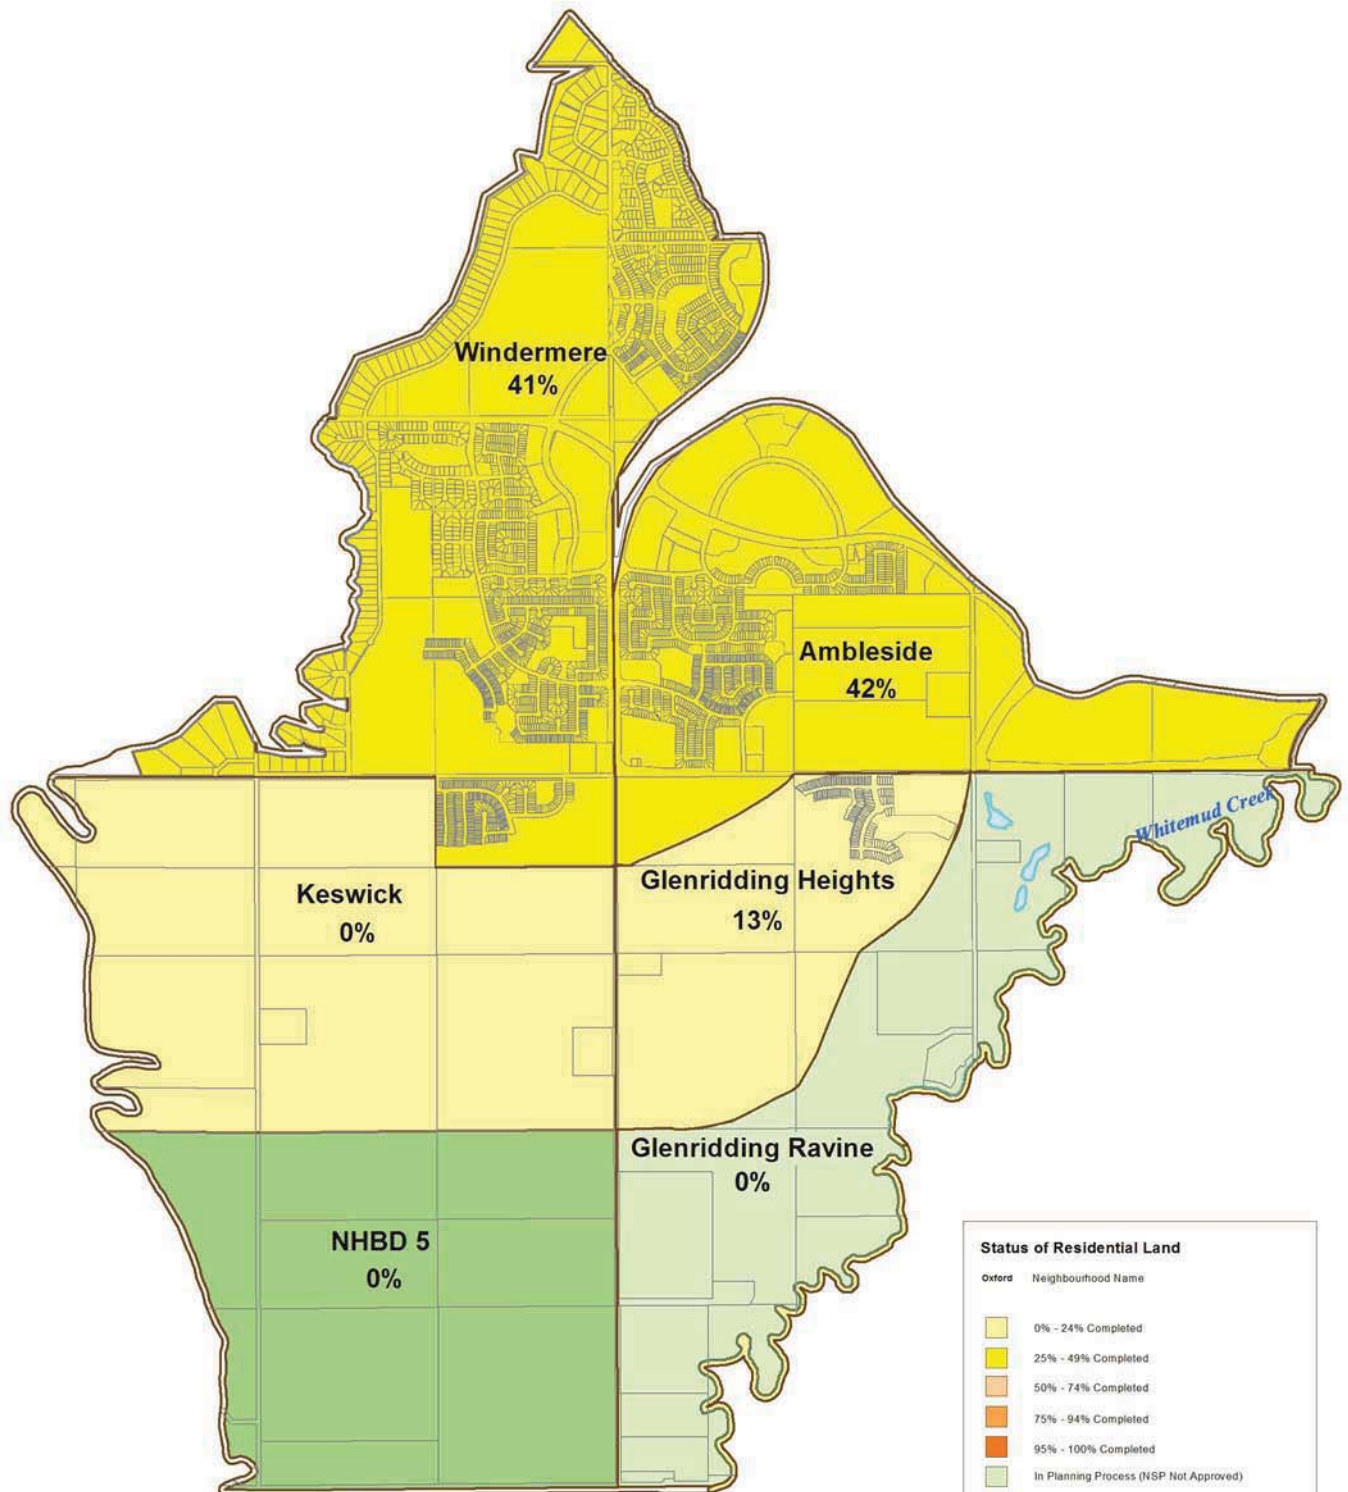 Windermere
41%
Ambleside
42%
Whitemud Creek
Keswick
0%
Glenridding Heights
13%
Glenridding Ravine
0%
NHBD 5
0%
Status of Residential Land
Oxford Neighbourhood Name
0% - 24% Completed
25% - 49% Completed
50% - 74% Completed
75% - 94% Completed
95% - 100% Completed
In Planning Process (NSP Not Approved)